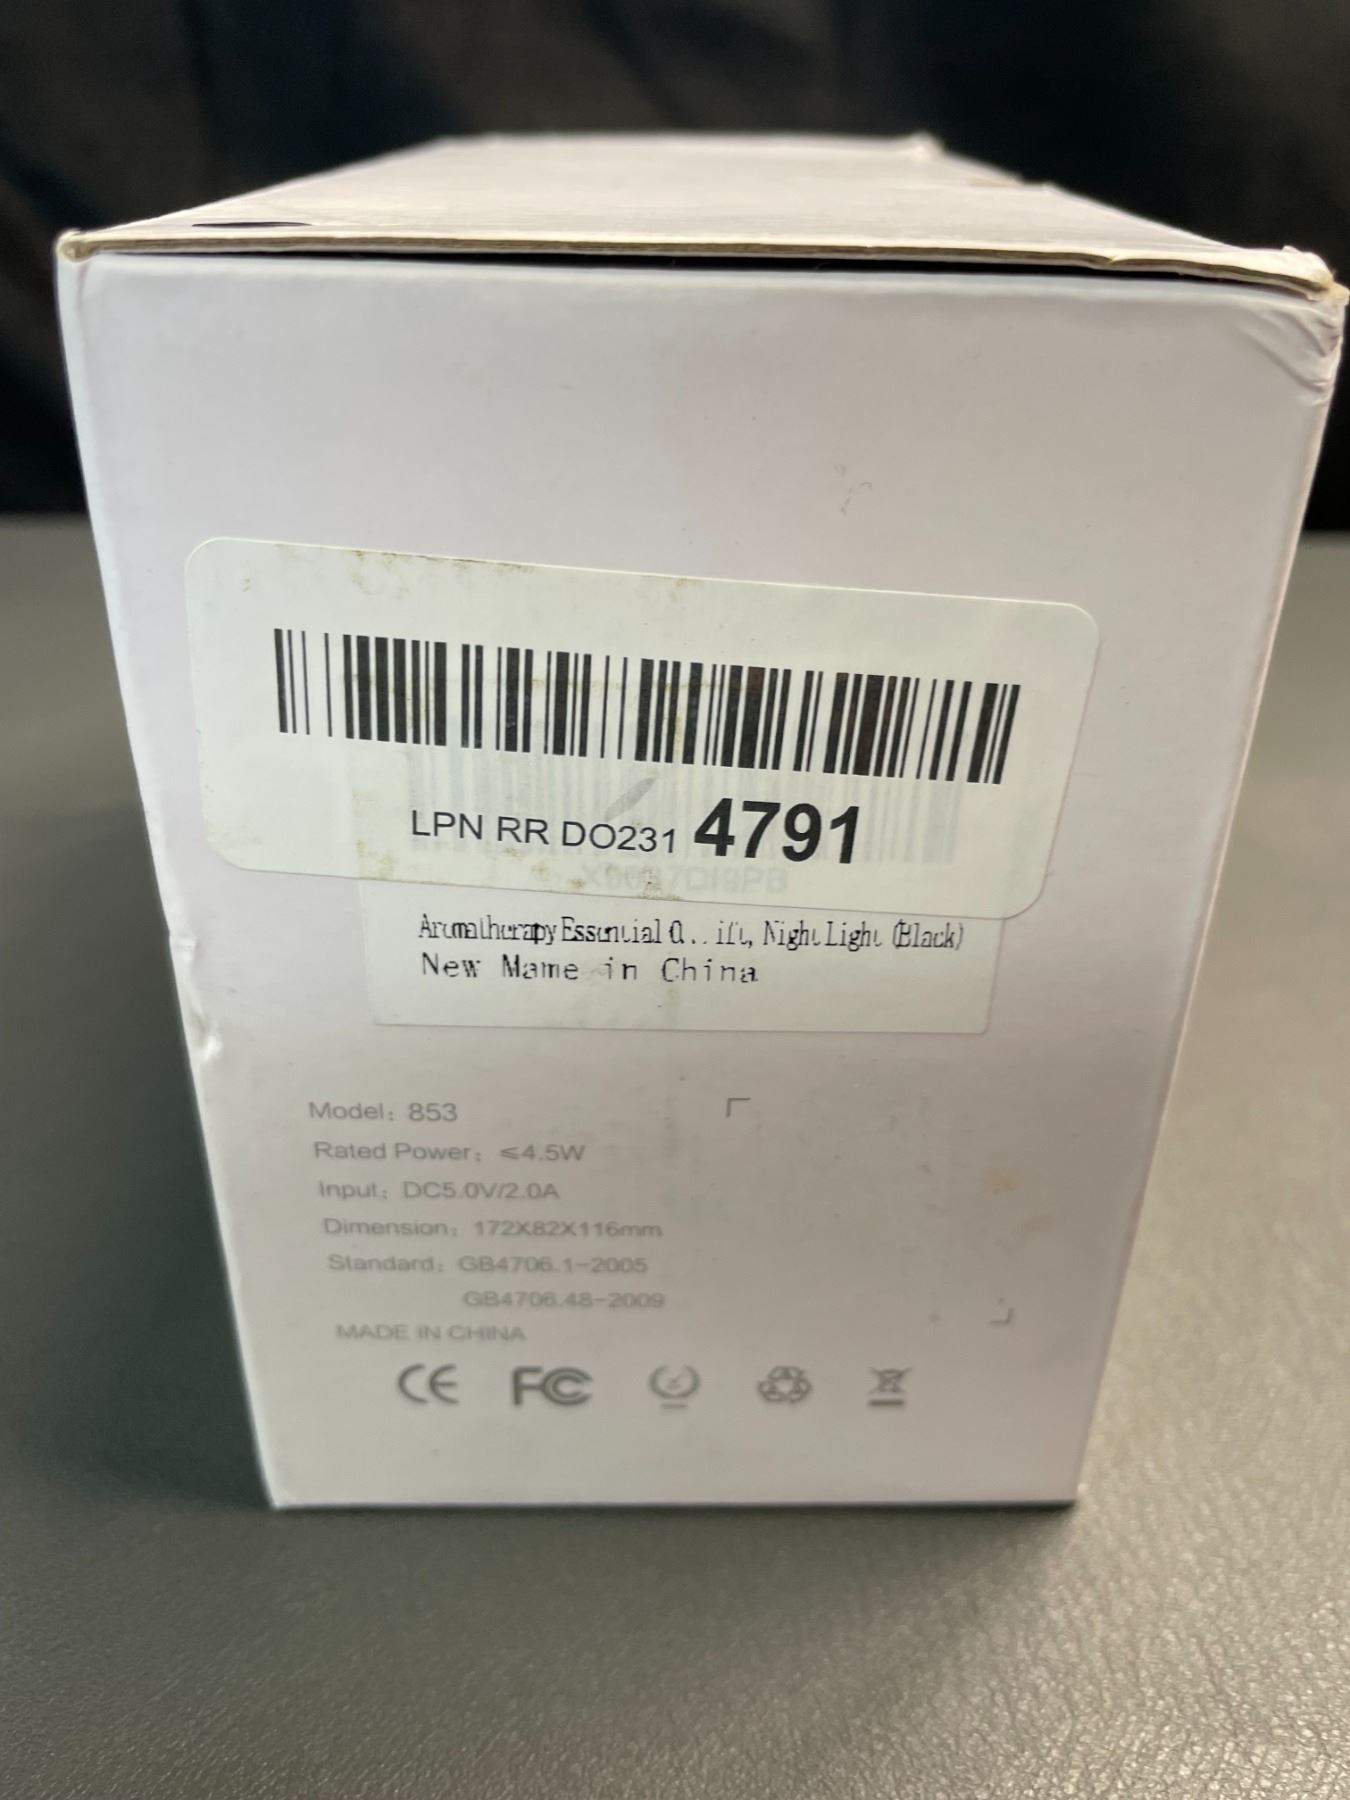 LPN RR DO231 4791
Aromatherapy Essential O...ift, Night Light (Black)
New Mame in China
Model: 853
Rated Power: ≤4.5W
Input: DC5.0V/2.0A
Dimension: 172X82X116mm
Standard: GB4706.1-2005
GB4706.48-2009
MADE IN CHINA
CE FC